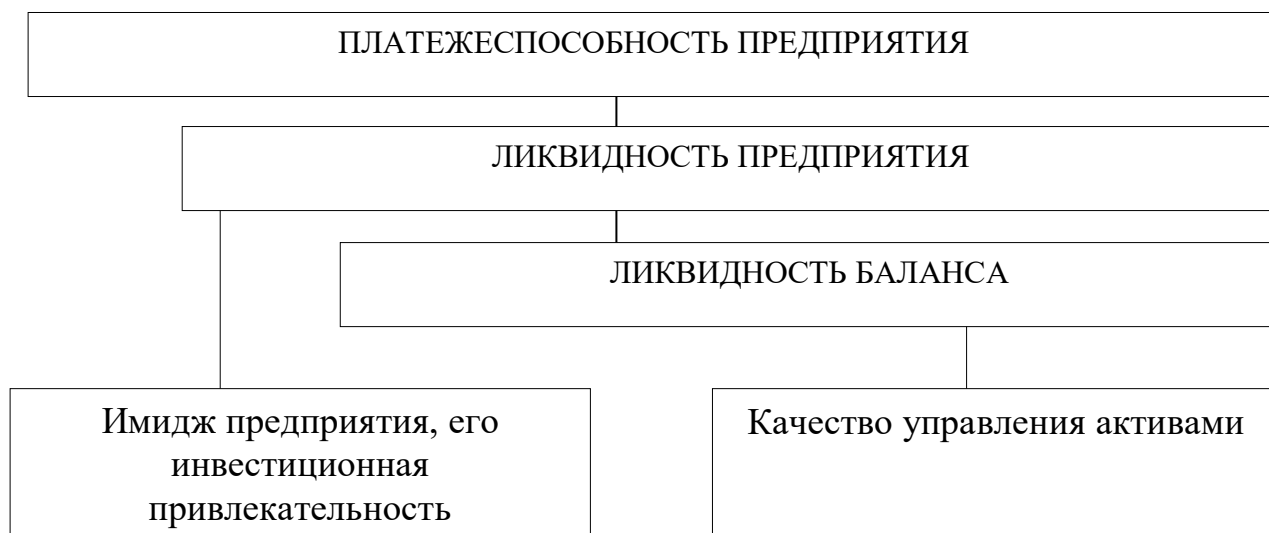 ПЛАТЕЖЕСПОСОБНОСТЬ ПРЕДПРИЯТИЯ
ЛИКВИДНОСТЬ ПРЕДПРИЯТИЯ
ЛИКВИДНОСТЬ БАЛАНСА
Имидж предприятия, его
инвестиционная
привлекательность
Качество управления активами